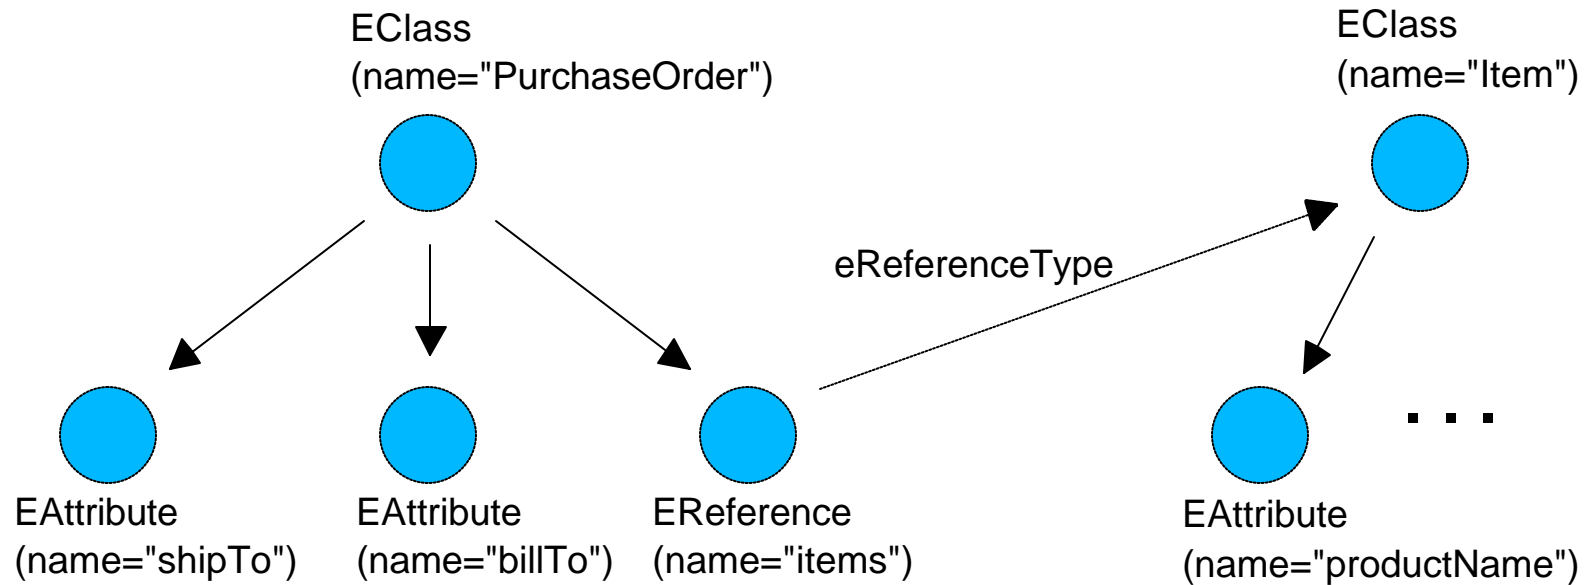 EClass
(name="PurchaseOrder")
EClass
(name="Item")
eReferenceType
EAttribute
(name="shipTo")
EAttribute
(name="billTo")
EReference
(name="items")
. . .
EAttribute
(name="productName")